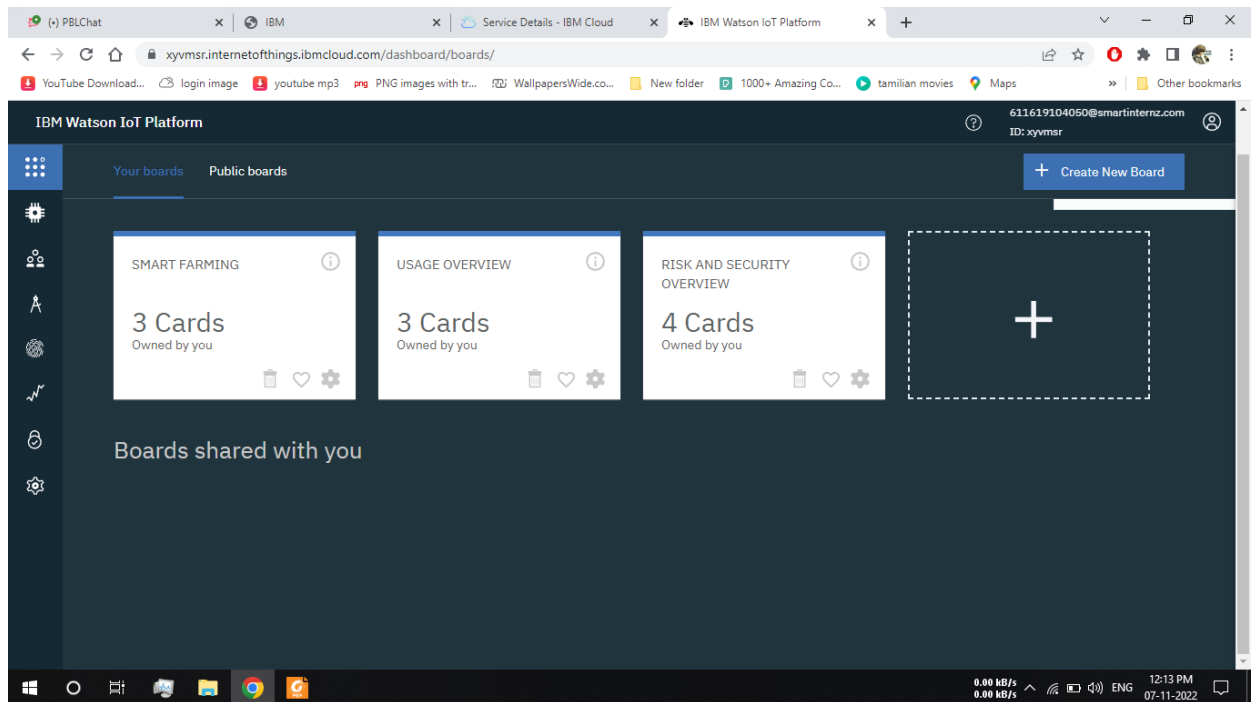 (•) PBLChat
IBM
Service Details - IBM Cloud
IBM Watson IoT Platform
xyvmsr.internetofthings.ibmcloud.com/dashboard/boards/
YouTube Download...
login image
youtube mp3
png PNG images with tr...
WallpapersWide.co...
New folder
1000+ Amazing Co...
tamilian movies
Maps
»
Other bookmarks
IBM Watson IoT Platform
611619104050@smartinternz.com
ID: xyvmsr
Your boards
Public boards
Create New Board
SMART FARMING
3 Cards
Owned by you
USAGE OVERVIEW
3 Cards
Owned by you
RISK AND SECURITY
OVERVIEW
4 Cards
Owned by you
Boards shared with you
PDF
0.00 kB/s
0.00 kB/s
ENG
12:13 PM
07-11-2022